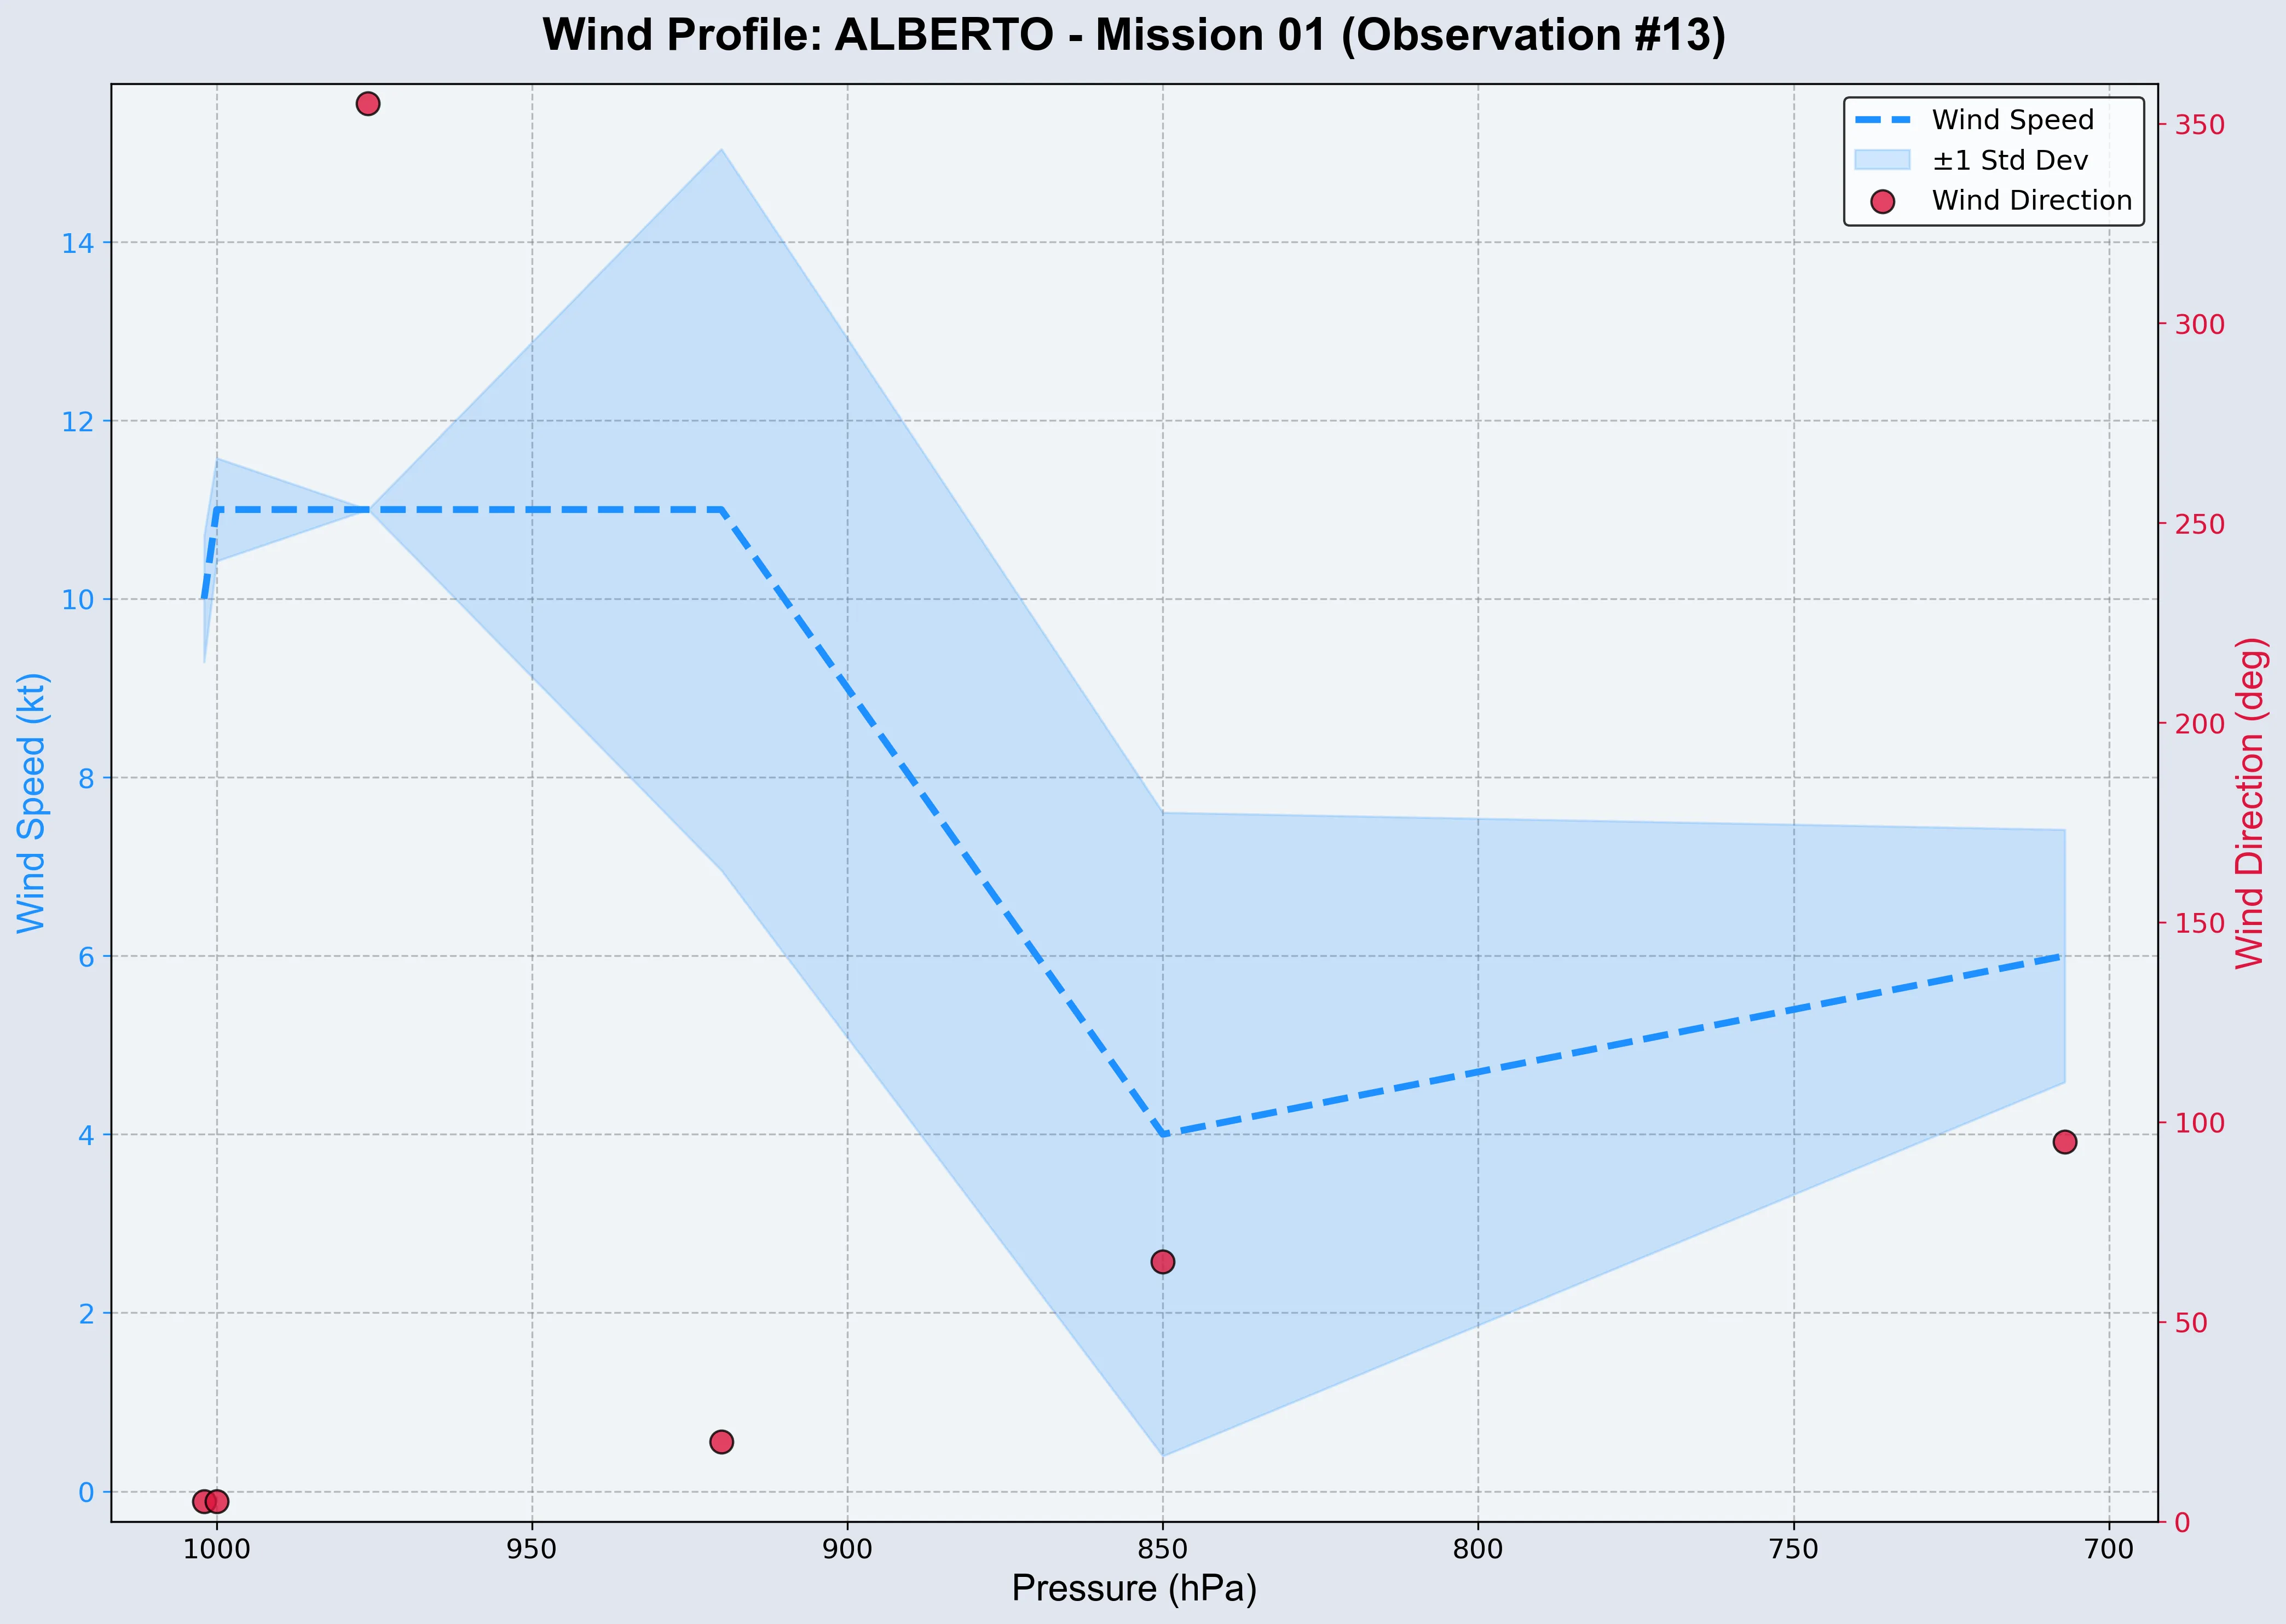 Wind Profile: ALBERTO - Mission 01 (Observation #13)
Wind Speed
±1 Std Dev
Wind Direction
Wind Speed (kt)
14
12
10
8
6
4
2
0
350
300
250
200
150
100
50
0
Wind Direction (deg)
1000 950 900 850 800 750 700
Pressure (hPa)